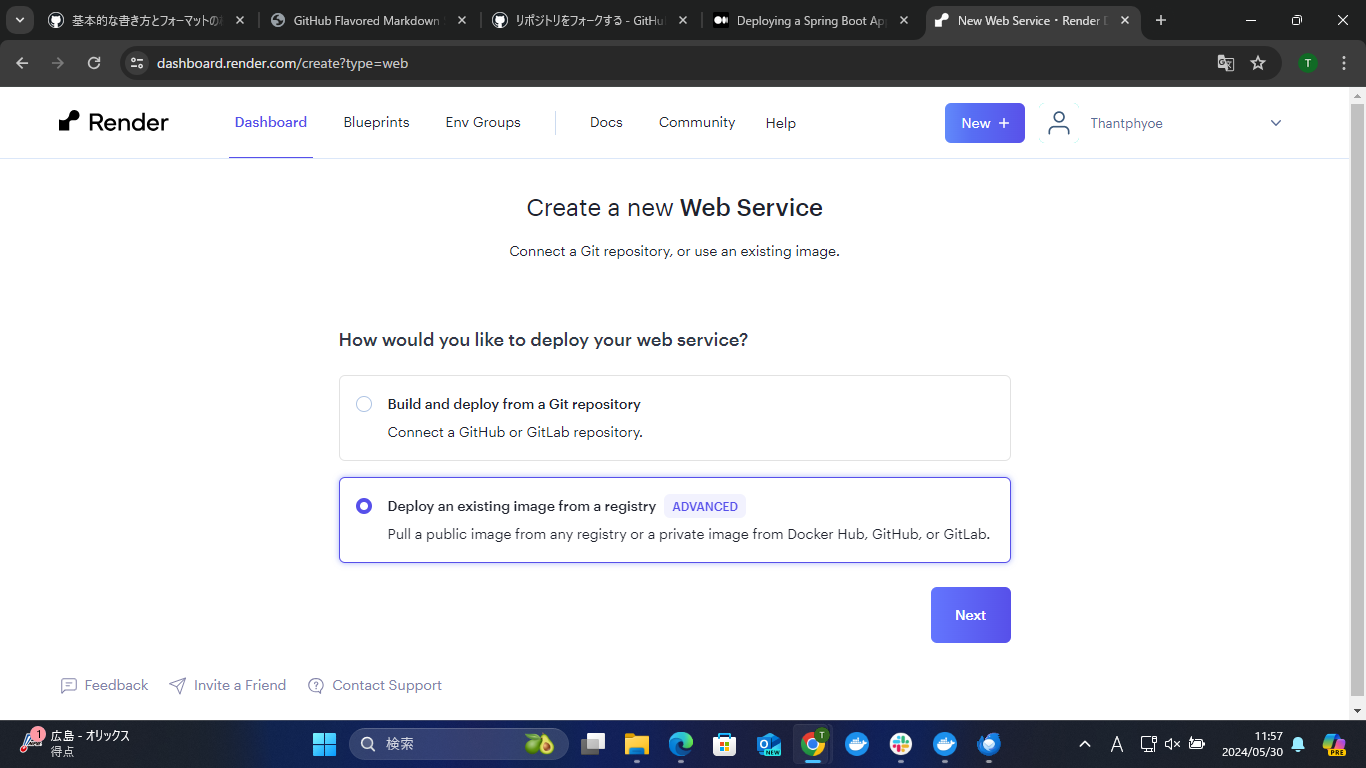 基本的な書き方とフォーマットの
GitHub Flavored Markdown
リポジトリをフォークする - GitHu
Deploying a Spring Boot Ap
New Web Service・Render D
dashboard.render.com/create?type=web
T
Render
Dashboard
Blueprints
Env Groups
Docs
Community
Help
New +
Thantphyoe
Create a new Web Service
Connect a Git repository, or use an existing image.
How would you like to deploy your web service?
Build and deploy from a Git repository
Connect a GitHub or GitLab repository.
Deploy an existing image from a registry ADVANCED
Pull a public image from any registry or a private image from Docker Hub, GitHub, or GitLab.
Next
Feedback
Invite a Friend
Contact Support
1
広島 - オリックス
得点
検索
NEW
T
A
11:57
2024/05/30
PRE